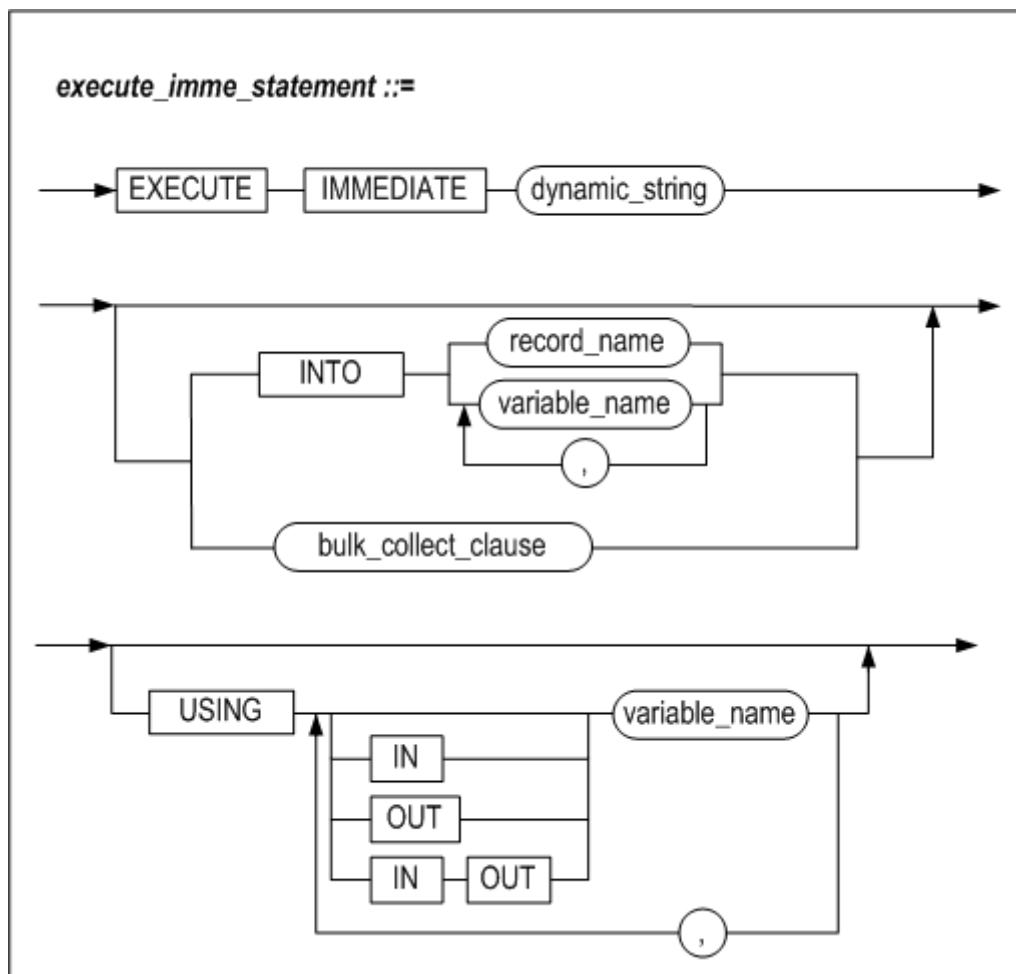 execute_imme_statement ::=
EXECUTE IMMEDIATE dynamic_string
record_name
INTO
variable_name
,
bulk_collect_clause
USING variable_name
IN
OUT
IN OUT
,